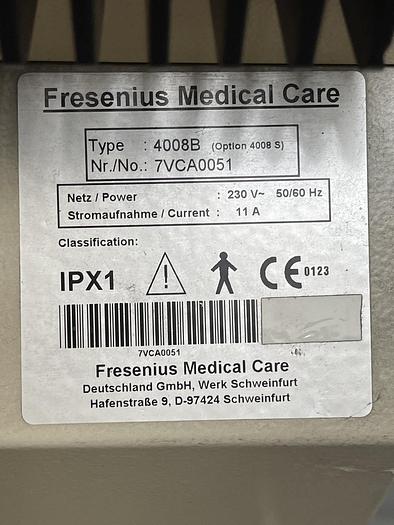 Fresenius Medical Care
Type : 4008B (Option 4008 S)
Nr./No.: 7VCA0051
Netz / Power : 230 V~ 50/60 Hz
Stromaufnahme / Current : 11 A
Classification:
IPX1 CE 0123
7VCA0051
Fresenius Medical Care
Deutschland GmbH, Werk Schweinfurt
Hafenstraße 9, D-97424 Schweinfurt